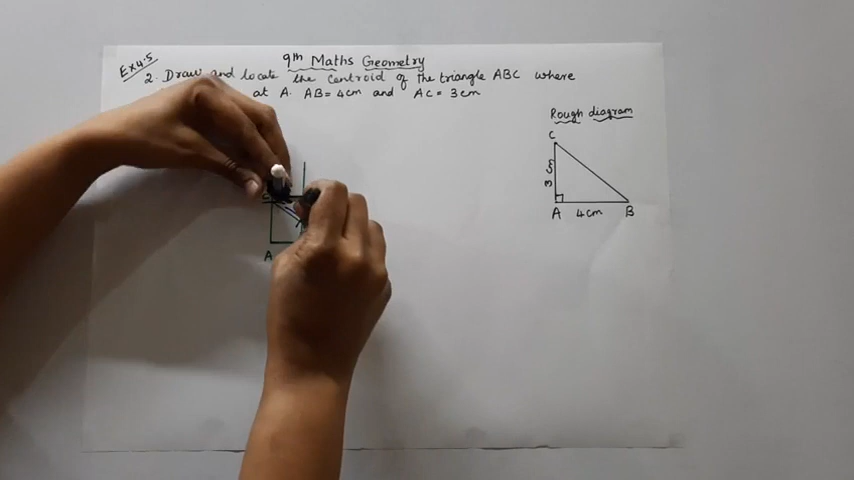 Ex 4.5
9th Maths Geometry
2. Draw and locate the centroid of the triangle ABC where
at A. AB = 4cm and AC = 3cm
Rough diagram
C
3
A 4cm B
A